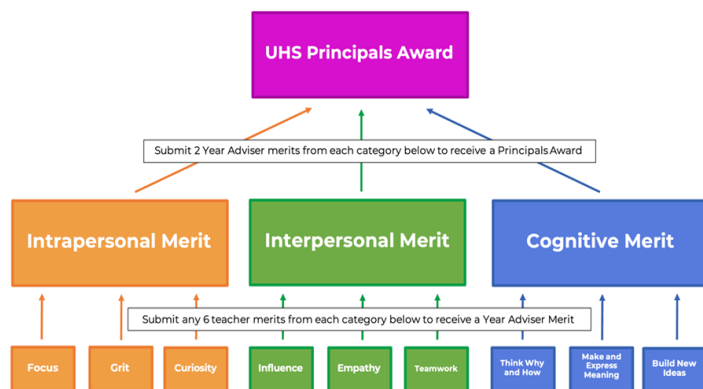 UHS Principals Award
Submit 2 Year Adviser merits from each category below to receive a Principals Award
Intrapersonal Merit
Interpersonal Merit
Cognitive Merit
Submit any 6 teacher merits from each category below to receive a Year Adviser Merit
Focus
Grit
Curiosity
Influence
Empathy
Teamwork
Think Why
and How
Make and
Express
Meaning
Build New
Ideas